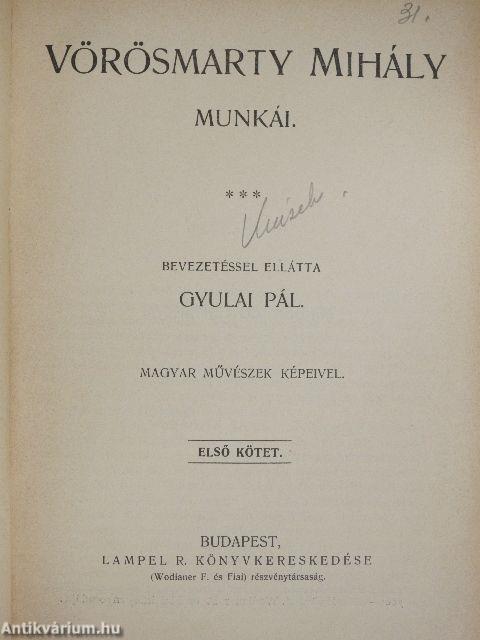 31.
VÖRÖSMARTY MIHÁLY
MUNKÁI.
***
BEVEZETÉSSEL ELLÁTTA
GYULAI PÁL.
MAGYAR MŰVÉSZEK KÉPEIVEL.
ELSŐ KÖTET.
BUDAPEST,
LAMPEL R. KÖNYVKERESKEDÉSE
(Wodianer F. és Fiai) részvénytársaság.
Antikvárium.hu